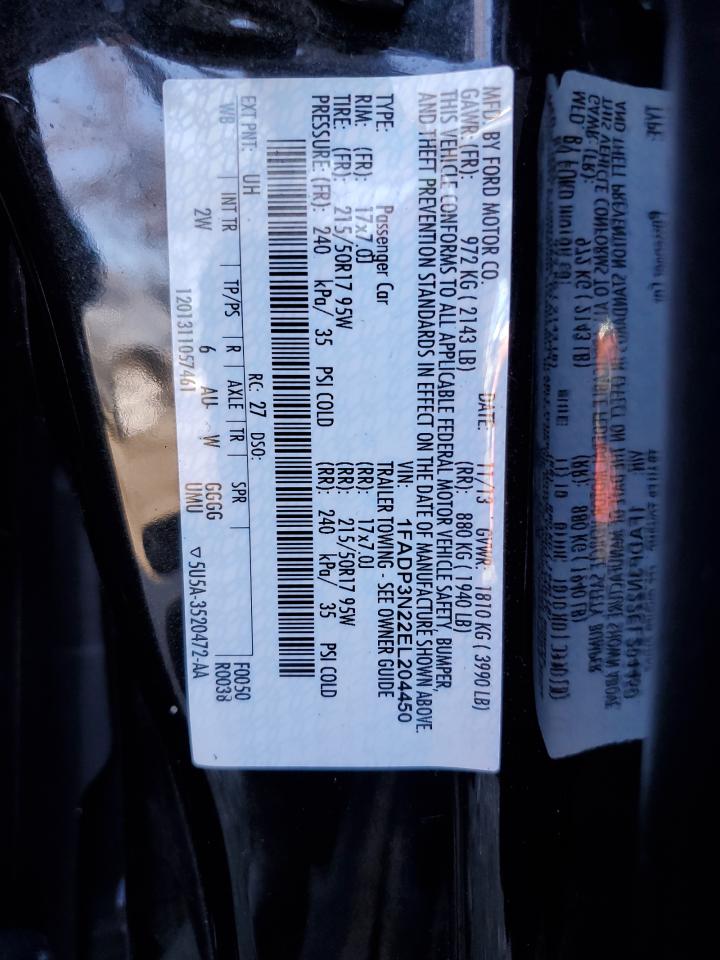 MFD. BY FORD MOTOR CO.
DATE: 11/13 GVWR: 1810 KG ( 3990 LB)
GAWR: (FR): 972 KG ( 2143 LB) (RR): 880 KG ( 1940 LB)
THIS VEHICLE CONFORMS TO ALL APPLICABLE FEDERAL MOTOR VEHICLE SAFETY, BUMPER,
AND THEFT PREVENTION STANDARDS IN EFFECT ON THE DATE OF MANUFACTURE SHOWN ABOVE.
VIN: 1FADP3N22EL204450
TYPE: Passenger Car TRAILER TOWING - SEE OWNER GUIDE
RIM: (FR): 17x7.0J (RR): 17x7.0J
TIRE: (FR): 215/50R17 95W (RR): 215/50R17 95W
PRESSURE: (FR): 240 kPa/ 35 PSI COLD (RR): 240 kPa/ 35 PSI COLD
EXT PNT: UH RC: 27 DSO: F0050
WB INT TR TP/PS R AXLE TR SPR R0038
2W 6 AU- W GGGG
1201311057461 UMU ▽5U5A-3520472-AA